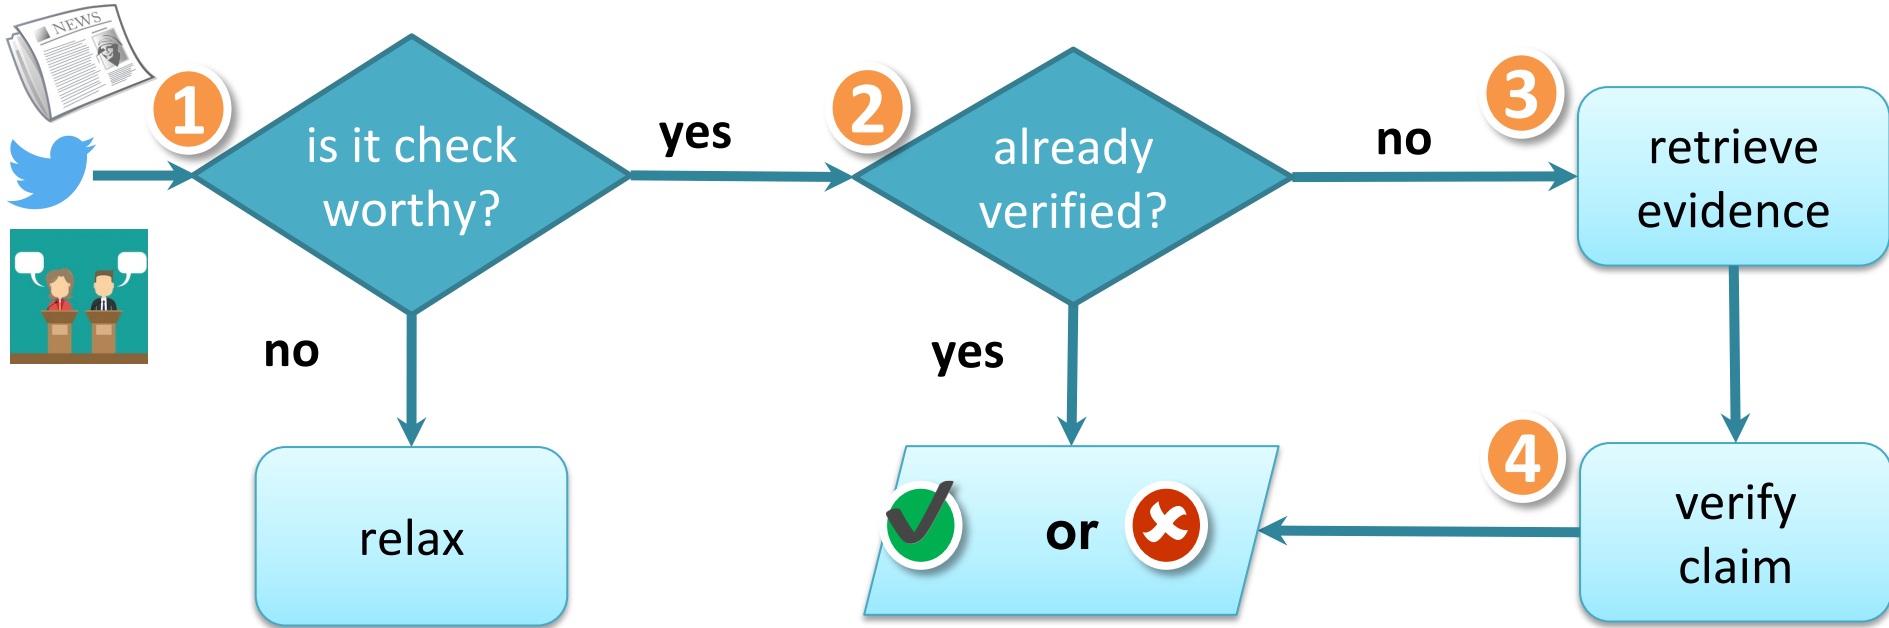 NEWS
1
is it check
worthy?
yes
2
already
verified?
no
3
retrieve
evidence
no
yes
relax
or
4
verify
claim